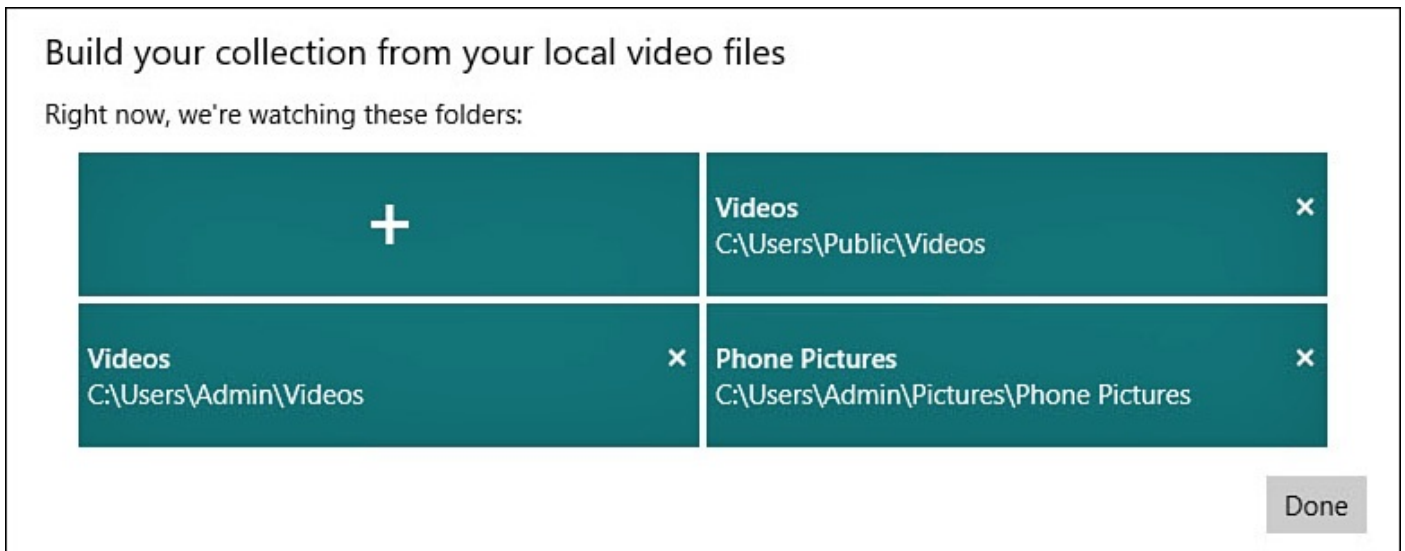 Build your collection from your local video files
Right now, we're watching these folders:
+
Videos
C:\Users\Public\Videos
Videos
C:\Users\Admin\Videos
Phone Pictures
C:\Users\Admin\Pictures\Phone Pictures
Done